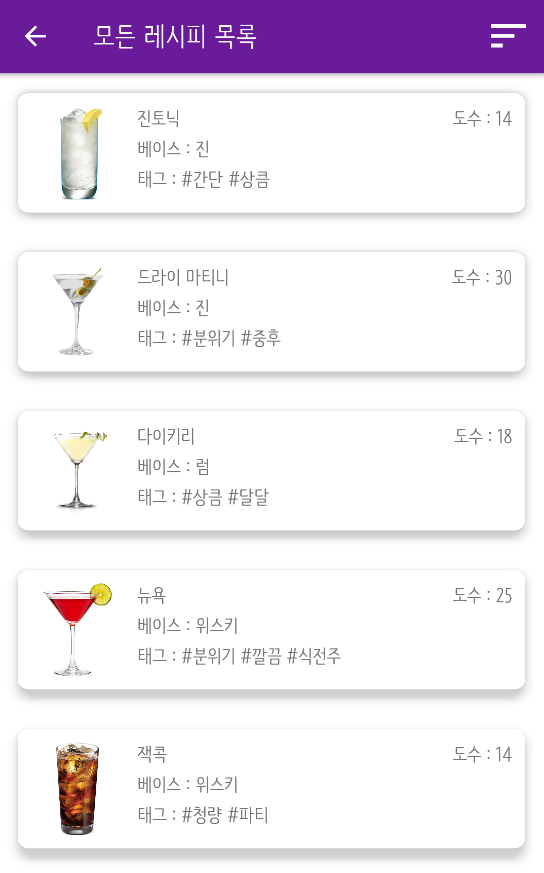 모든 레시피 목록
진토닉 도수 : 14
베이스 : 진
태그 : #간단 #상큼
드라이 마티니 도수 : 30
베이스 : 진
태그 : #분위기 #중후
다이키리 도수 : 18
베이스 : 럼
태그 : #상큼 #달달
뉴욕 도수 : 25
베이스 : 위스키
태그 : #분위기 #깔끔 #식전주
잭콕 도수 : 14
베이스 : 위스키
태그 : #청량 #파티